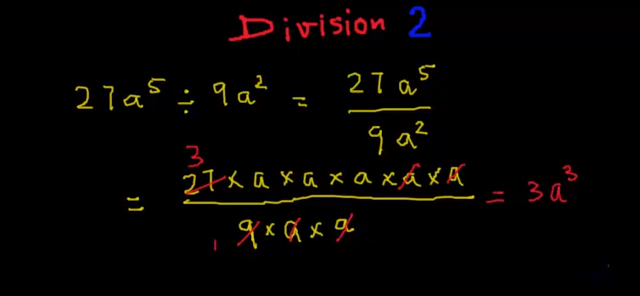 Division 2
27a⁵ ÷ 9a² = 27a⁵ / 9a²
= 3 27 × a × a × a × a × a / 1 9 × a × a = 3a³